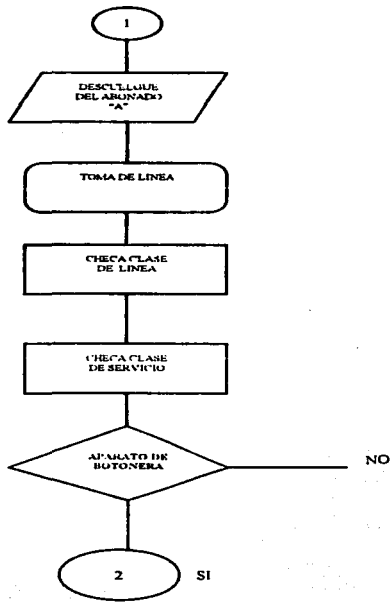 1
DESCUELGUE
DEL ABONADO
"A"
TOMA DE LINEA
CHECA CLASE
DE LINEA
CHECA CLASE
DE SERVICIO
APARATO DE
BOTONERA
NO
2
SI